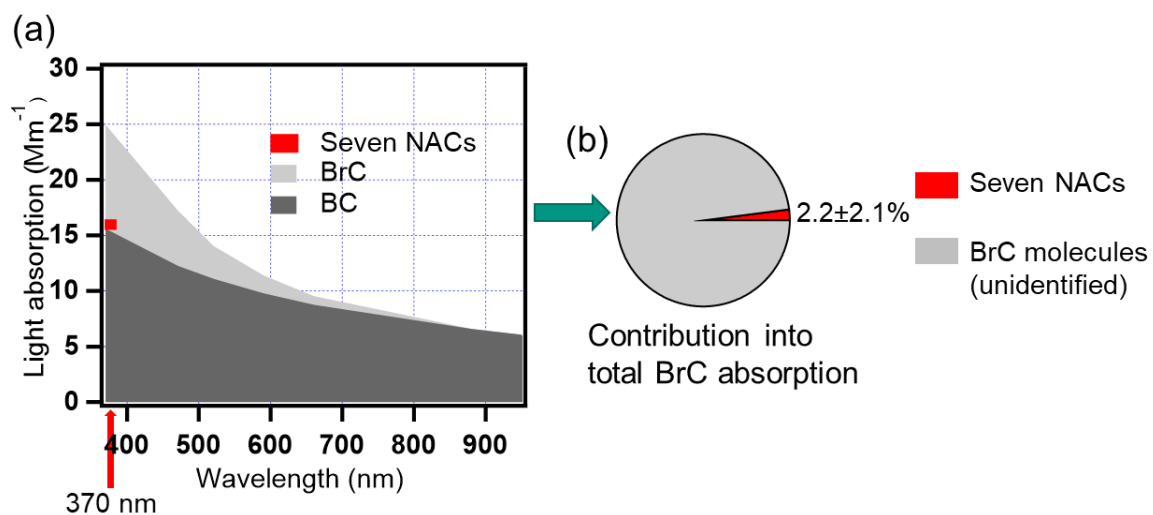 (a)
Light absorption (Mm⁻¹)
30
25
20
15
10
5
0
Seven NACs
BrC
BC
400 500 600 700 800 900
Wavelength (nm)
370 nm
(b)
2.2±2.1%
Contribution into
total BrC absorption
Seven NACs
BrC molecules
(unidentified)